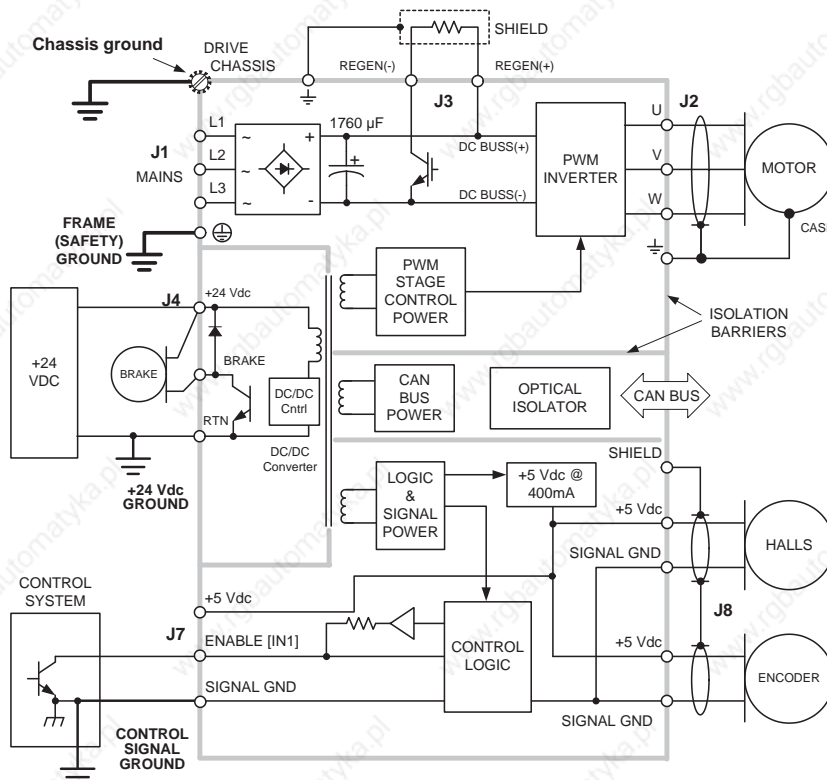 Chassis ground
DRIVE
CHASSIS
SHIELD
REGEN(-)
REGEN(+)
J3
J1
MAINS
L1
L2
L3
~
~
~
+
-
1760 µF
+
DC BUSS(+)
DC BUSS(-)
PWM
INVERTER
U
V
W
J2
MOTOR
CASE
FRAME
(SAFETY)
GROUND
J4
+24 Vdc
+24
VDC
BRAKE
BRAKE
RTN
DC/DC
Cntrl
DC/DC
Converter
+24 Vdc
GROUND
PWM
STAGE
CONTROL
POWER
ISOLATION
BARRIERS
CAN
BUS
POWER
OPTICAL
ISOLATOR
CAN BUS
LOGIC
&
SIGNAL
POWER
+5 Vdc @
400mA
SHIELD
+5 Vdc
SIGNAL GND
HALLS
J8
+5 Vdc
SIGNAL GND
ENCODER
CONTROL
SYSTEM
J7
+5 Vdc
ENABLE [IN1]
SIGNAL GND
CONTROL
LOGIC
CONTROL
SIGNAL
GROUND
www.rgbautomatyka.pl